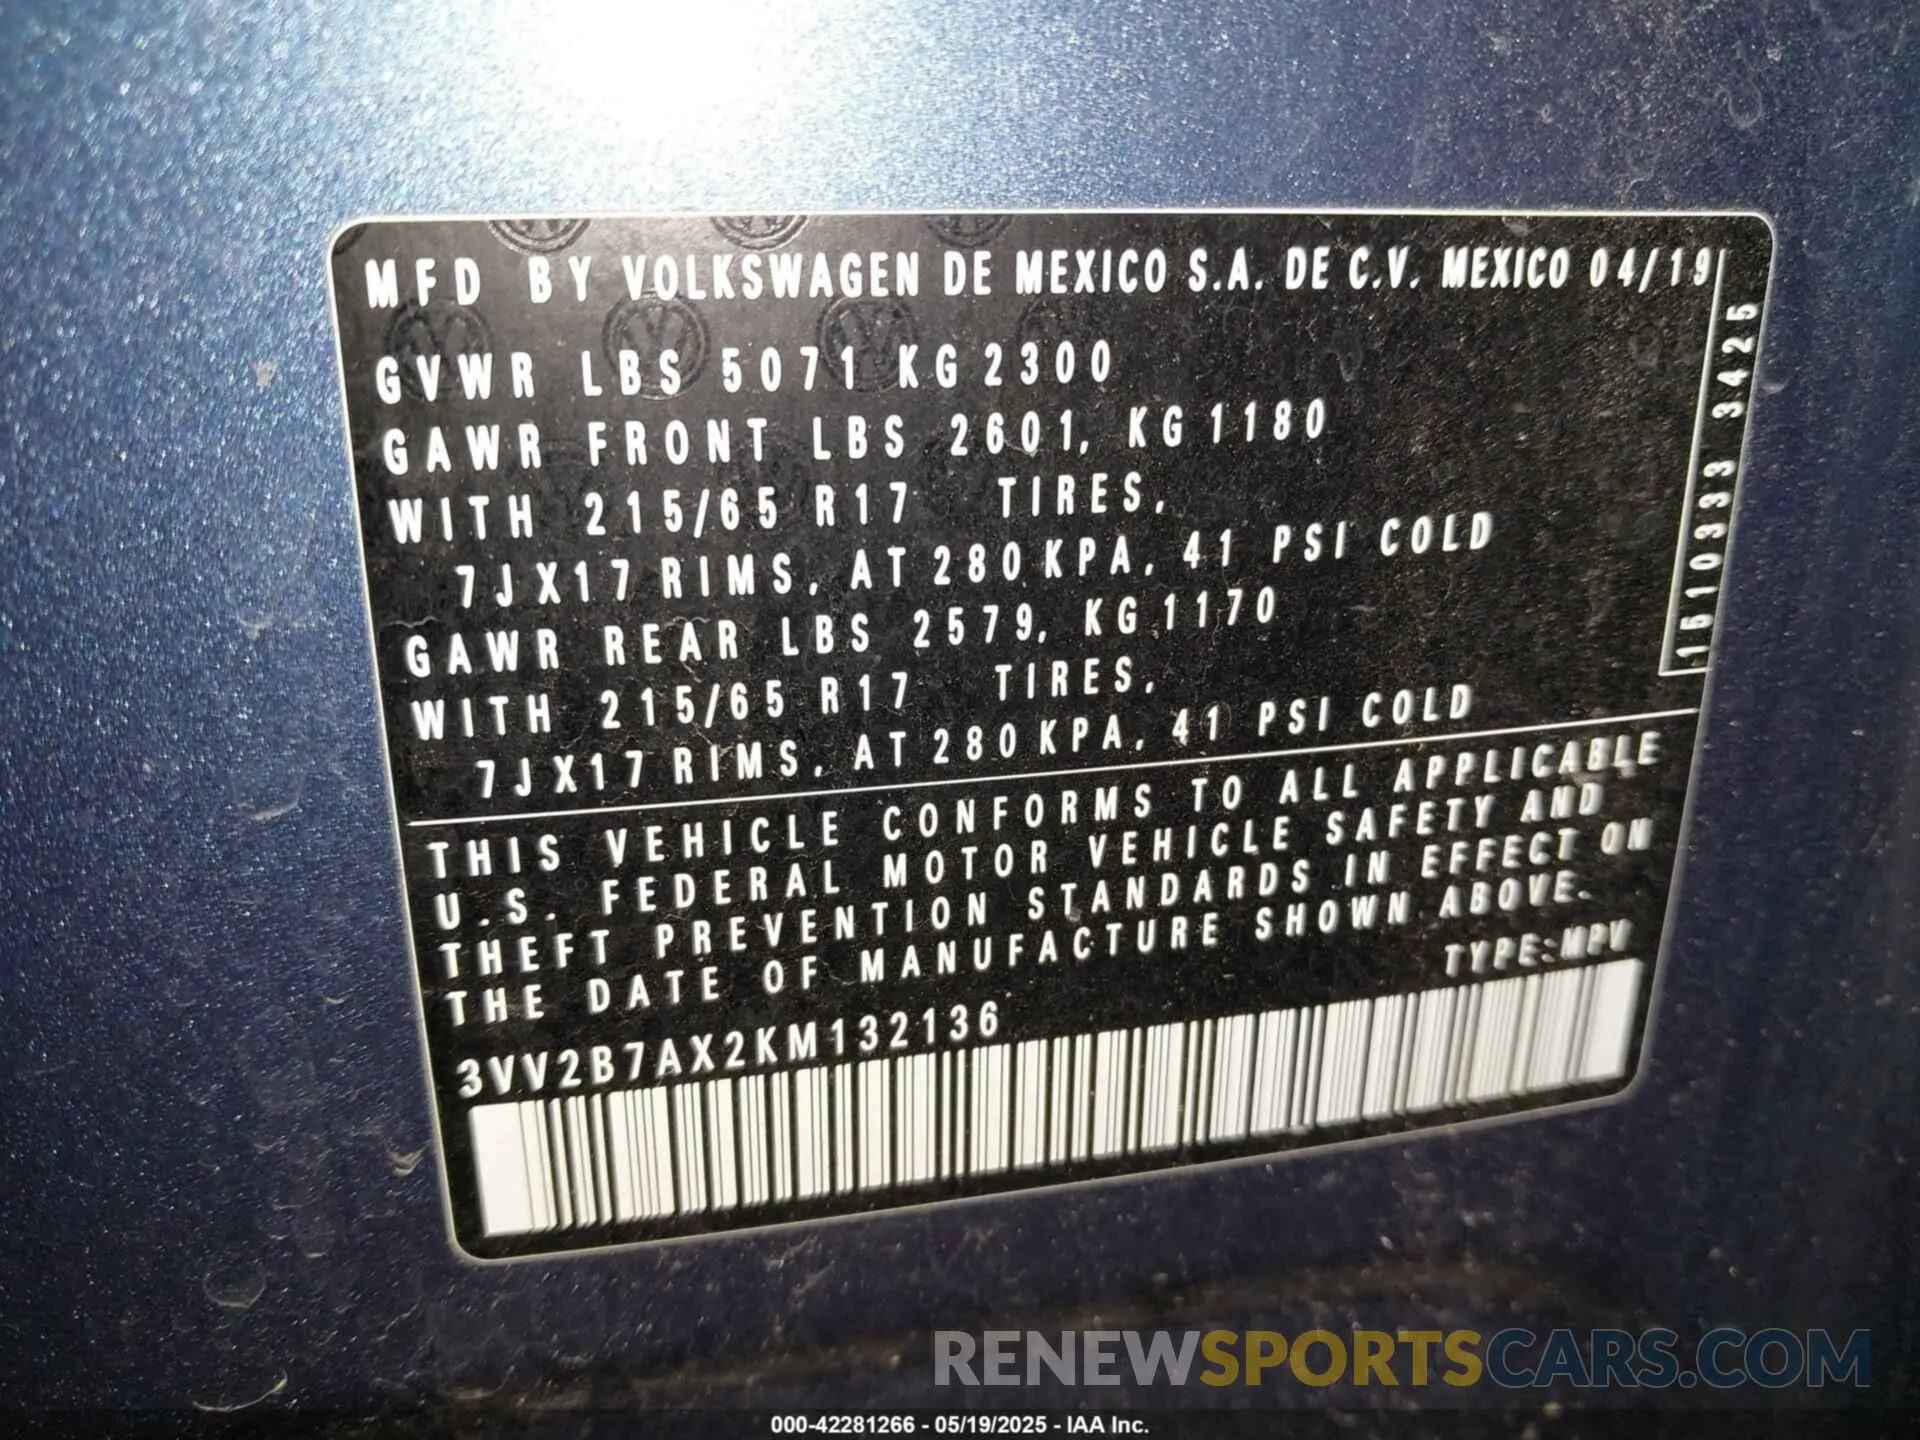 MFD BY VOLKSWAGEN DE MEXICO S.A. DE C.V. MEXICO 04/19
GVWR LBS 5071 KG 2300
GAWR FRONT LBS 2601, KG 1180
WITH 215/65 R17 TIRES,
7JX17 RIMS, AT 280 KPA, 41 PSI COLD
GAWR REAR LBS 2579, KG 1170
WITH 215/65 R17 TIRES,
7JX17 RIMS, AT 280 KPA, 41 PSI COLD
1510333 3425
THIS VEHICLE CONFORMS TO ALL APPLICABLE
U.S. FEDERAL MOTOR VEHICLE SAFETY AND
THEFT PREVENTION STANDARDS IN EFFECT ON
THE DATE OF MANUFACTURE SHOWN ABOVE.
TYPE:MPV
3VV2B7AX2KM132136
RENEWSPORTSCARS.COM
000-42281266 - 05/19/2025 - IAA Inc.